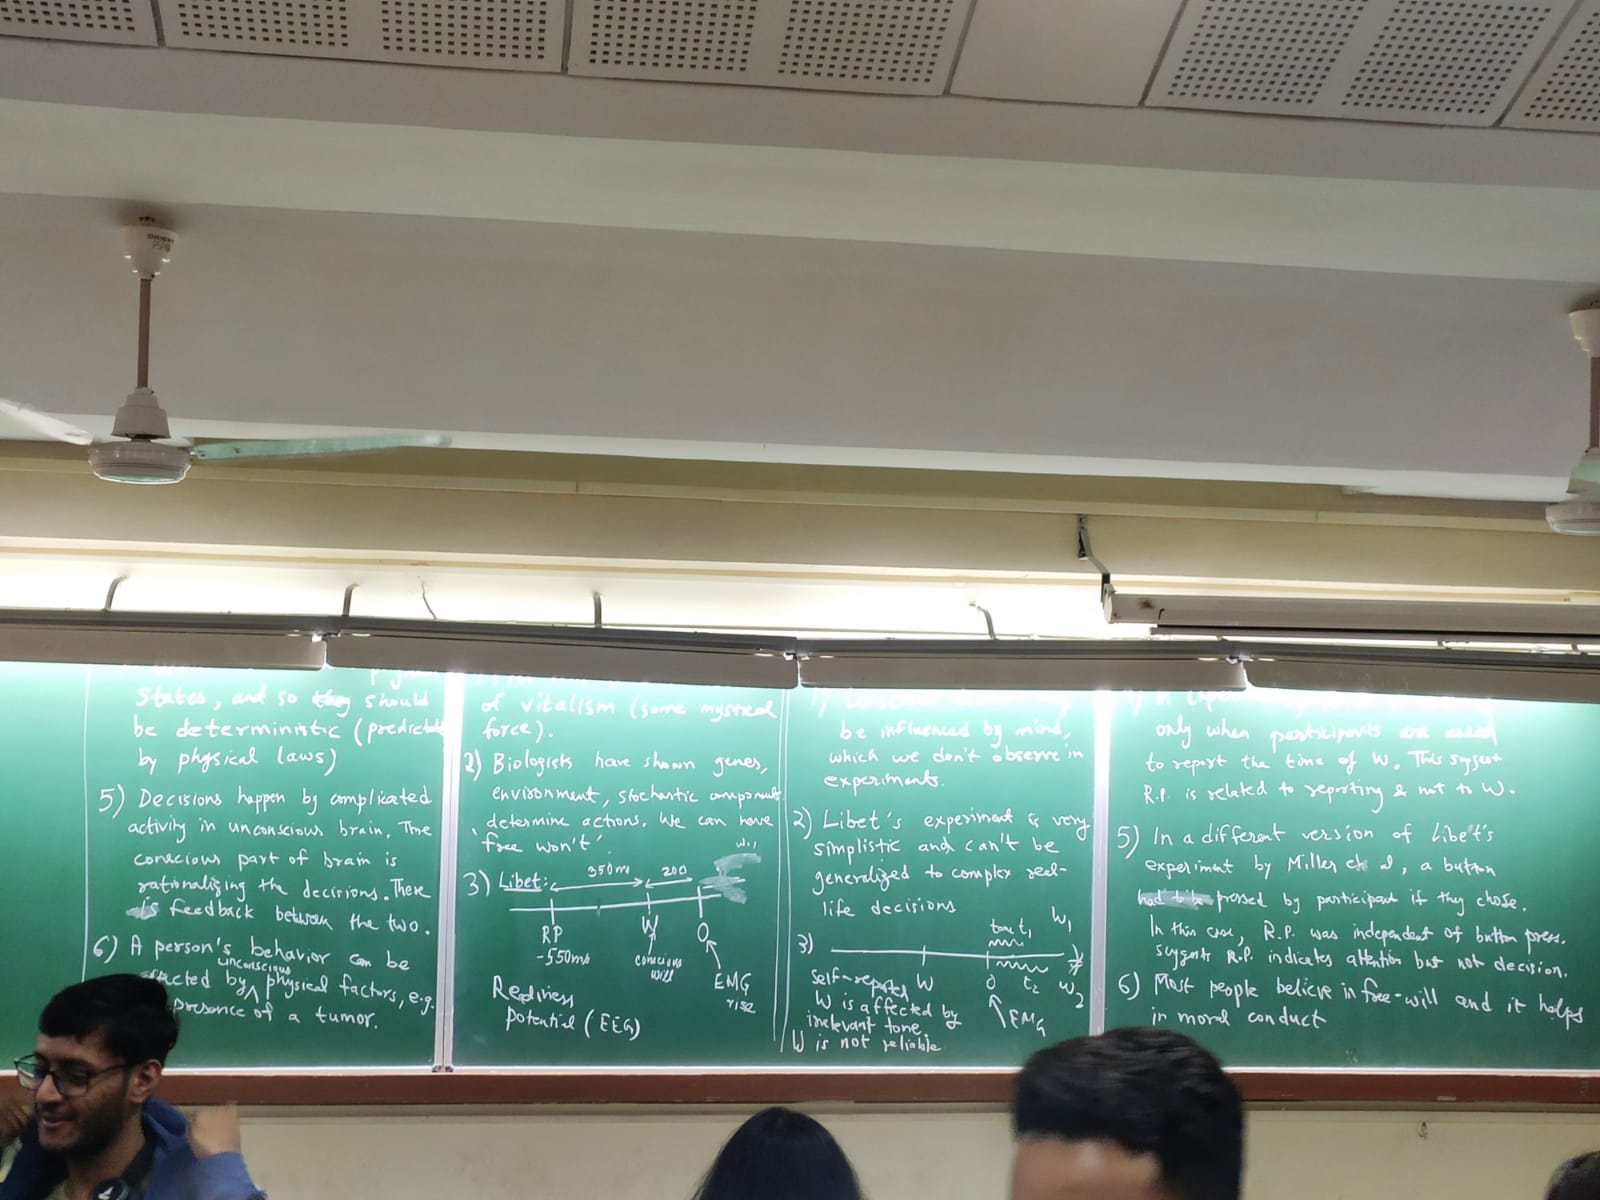 states, and so they should
be deterministic (predictable
by physical laws)
5) Decisions happen by complicated
activity in unconscious brain. The
conscious part of brain is
rationalizing the decisions. There
is feedback between the two.
6) A person's behavior can be
unconscious
by physical factors, e.g.
presence of a tumor.
of vitalism (some mystical
force).
2) Biologists have shown genes,
environment, stochastic components
determine actions. We can have
'free won't'.
3) Libet:
350ms
200
RP
-550ms
W
conscious
will
0
EMG
rise
Readiness
potential (EEG)
1)
be influenced by mind,
which we don't observe in
experiments.
2) Libet's experiment is very
simplistic and can't be
generalized to complex real-
life decisions
3)
tone t₁
W₁
W
0
t₂
W₂
EMG
self-reported
W is affected by
irrelevant tone.
W is not reliable
only when participants are asked
to report the time of W. This suggest
R.P. is related to reporting & not to W.
5) In a different version of Libet's
experiment by Miller et al, a button
had to be pressed by participant if they chose.
In this case, R.P. was independent of button press.
suggests R.P. indicates attention but not decision.
6) Most people believe in free-will and it helps
in moral conduct